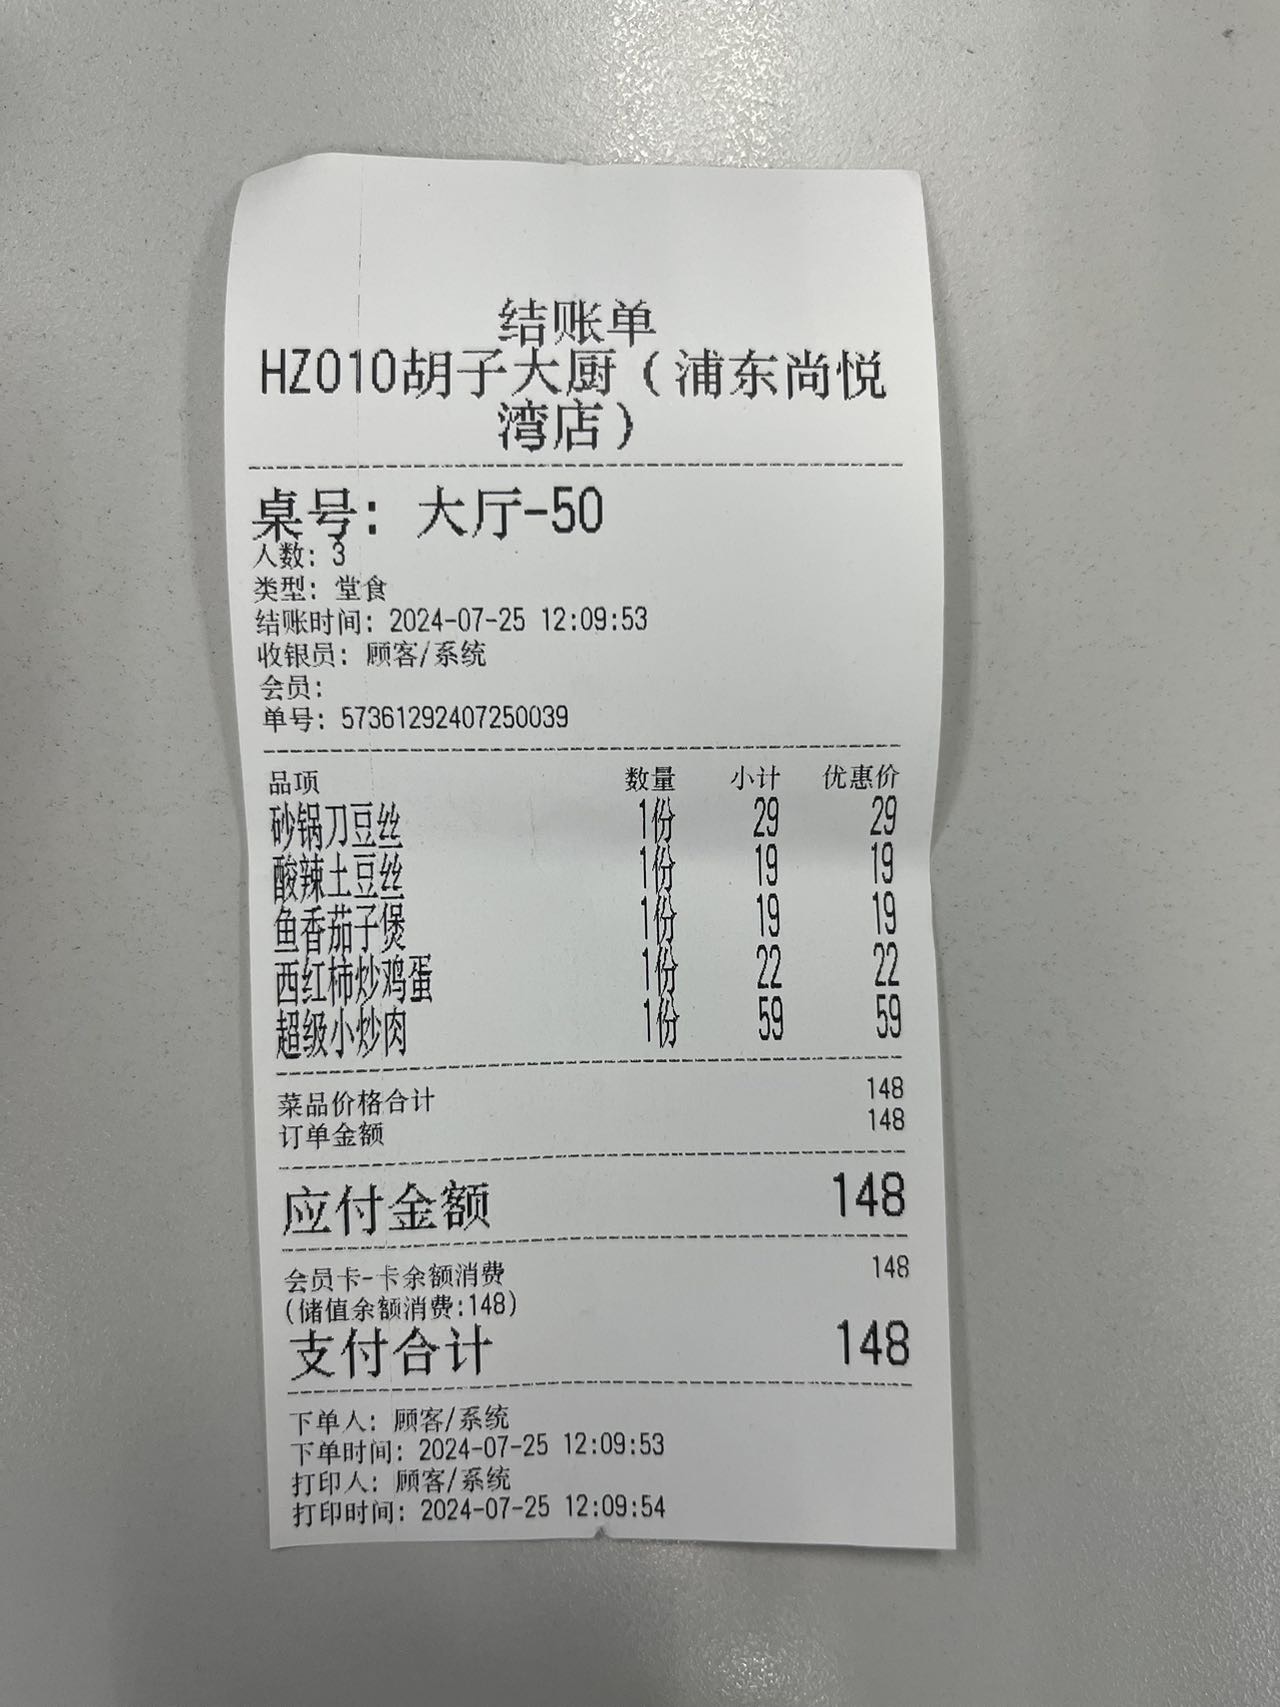 结账单
HZ010胡子大厨（浦东尚悦
湾店）
桌号：大厅-50
人数：3
类型：堂食
结账时间：2024-07-25 12:09:53
收银员：顾客/系统
会员：
单号：57361292407250039
品项 数量 小计 优惠价
砂锅刀豆丝 1份 29 29
酸辣土豆丝 1份 19 19
鱼香茄子煲 1份 19 19
西红柿炒鸡蛋 1份 22 22
超级小炒肉 1份 59 59
菜品价格合计 148
订单金额 148
应付金额 148
会员卡-卡余额消费 148
(储值余额消费:148)
支付合计 148
下单人：顾客/系统
下单时间：2024-07-25 12:09:53
打印人：顾客/系统
打印时间：2024-07-25 12:09:54